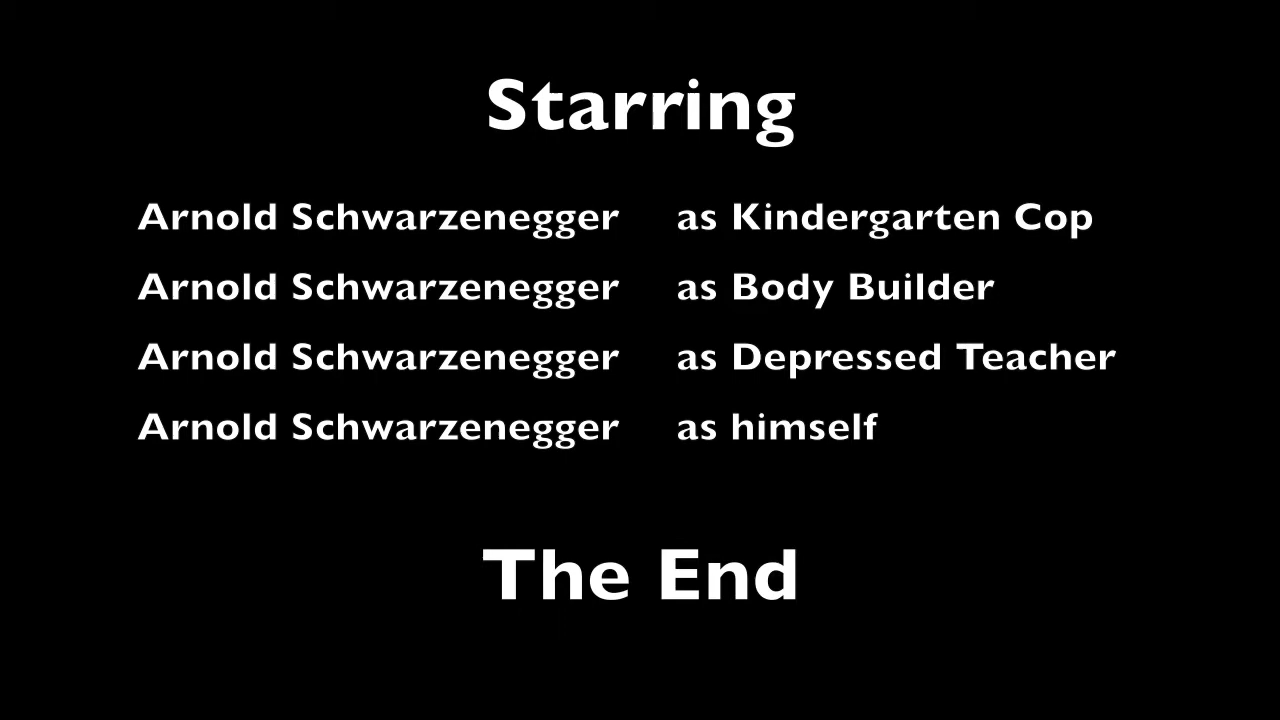 Starring
Arnold Schwarzenegger as Kindergarten Cop
Arnold Schwarzenegger as Body Builder
Arnold Schwarzenegger as Depressed Teacher
Arnold Schwarzenegger as himself
The End